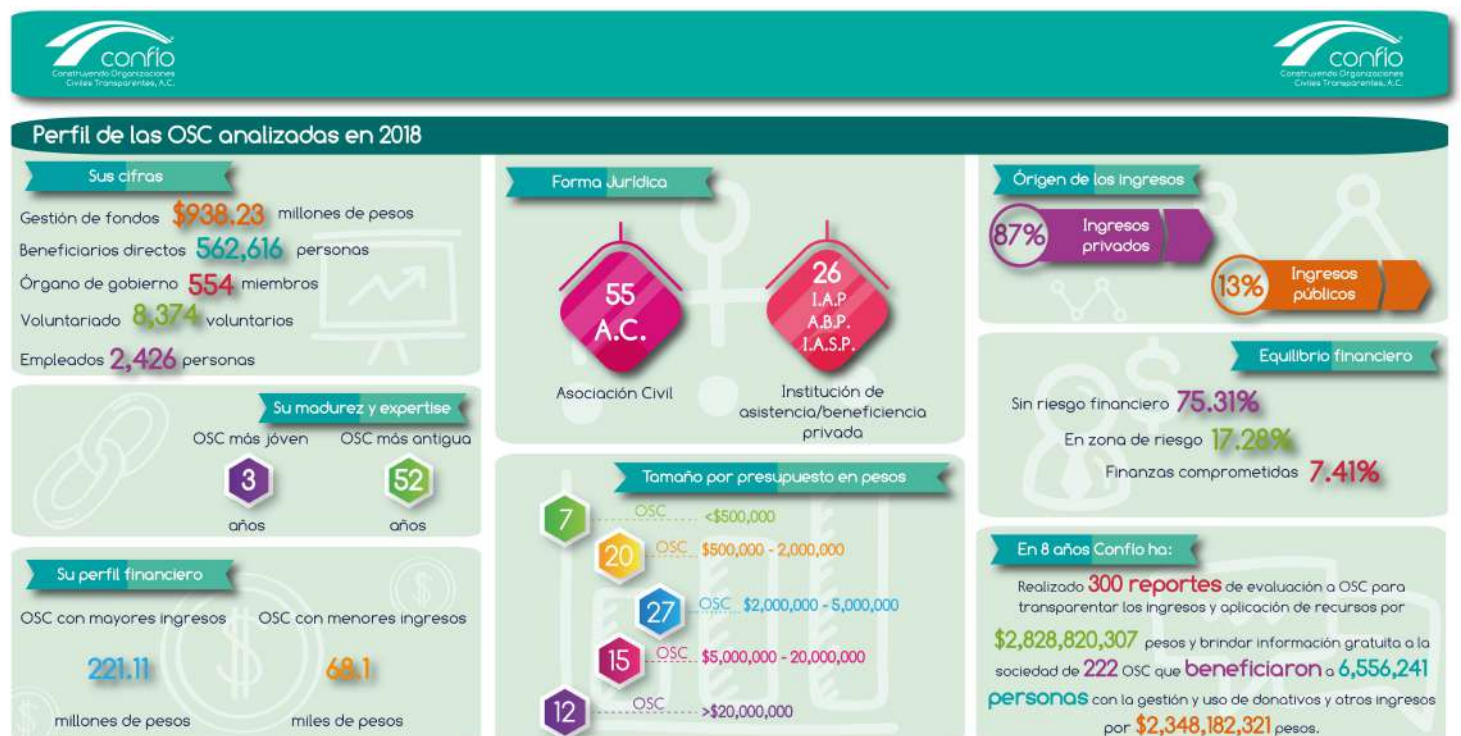 confío
Construyendo Organizaciones
Civiles Transparentes, A.C.
confío
Construyendo Organizaciones
Civiles Transparentes, A.C.
Perfil de las OSC analizadas en 2018
Sus cifras
Gestión de fondos $938.23 millones de pesos
Beneficiarios directos 562,616 personas
Órgano de gobierno 554 miembros
Voluntariado 8,374 voluntarios
Empleados 2,426 personas
Su madurez y expertise
OSC más jóven OSC más antigua
3 52
años años
Su perfil financiero
OSC con mayores ingresos OSC con menores ingresos
221.11 68.1
millones de pesos miles de pesos
Forma Jurídica
55
A.C.
Asociación Civil
26
I.A.P
A.B.P.
I.A.S.P.
Institución de
asistencia/beneficiencia
privada
Tamaño por presupuesto en pesos
7 OSC <$500,000
20 OSC $500,000 - 2,000,000
27 OSC $2,000,000 - 5,000,000
15 OSC $5,000,000 - 20,000,000
12 OSC >$20,000,000
Órigen de los ingresos
87% Ingresos
privados
13% Ingresos
públicos
Equilibrio financiero
Sin riesgo financiero 75.31%
En zona de riesgo 17.28%
Finanzas comprometidas 7.41%
En 8 años Confío ha:
Realizado 300 reportes de evaluación a OSC para
transparentar los ingresos y aplicación de recursos por
$2,828,820,307 pesos y brindar información gratuita a la
sociedad de 222 OSC que beneficiaron a 6,556,241
personas con la gestión y uso de donativos y otros ingresos
por $2,348,182,321 pesos.